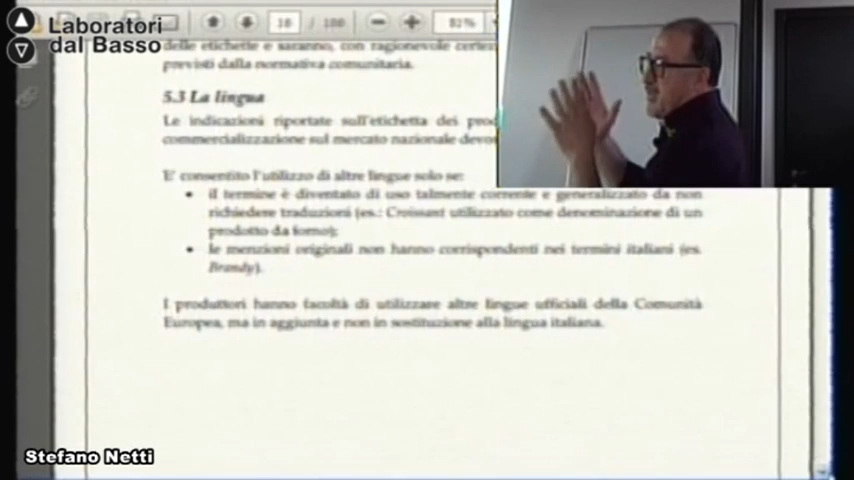 Laboratori
dal Basso
10 / 100
82%
delle etichette e saranno, con ragionevole
previsti dalla normativa comunitaria.
5.3 La lingua
Le indicazioni riportate sull'etichetta dei
commercializzazione sul mercato nazionale
E' consentito l'utilizzo di altre lingue solo se:
• il termine è diventato di uso talmente corrente e generalizzato da non
richiedere traduzioni (es.: Croissant utilizzato come denominazione di un
prodotto da forno);
• le menzioni originali non hanno corrispondenti nei termini italiani (es.
Brandy).
I produttori hanno facoltà di utilizzare altre lingue ufficiali della Comunità
Europea, ma in aggiunta e non in sostituzione alla lingua italiana.
Stefano Netti